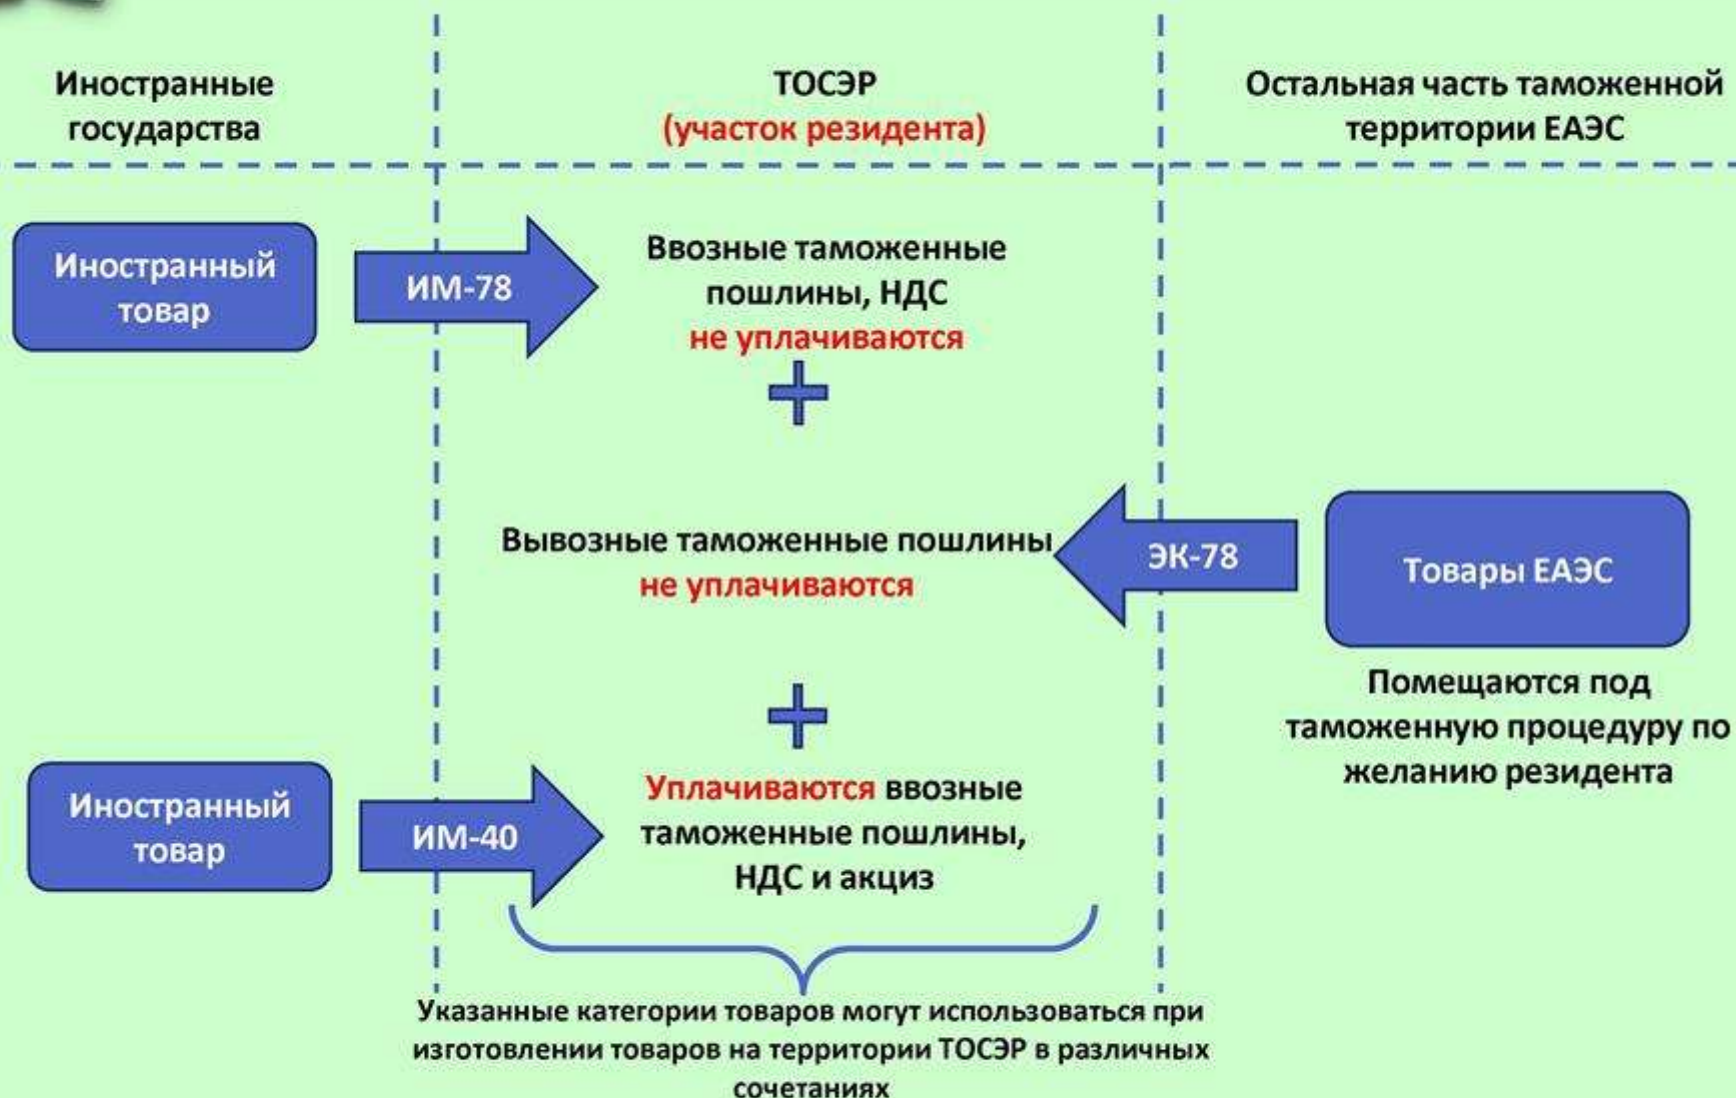 Иностранные
государства
ТОСЭР
(участок резидента)
Остальная часть таможенной
территории ЕАЭС
Иностранный
товар
ИМ-78
Ввозные таможенные
пошлины, НДС
не уплачиваются
+
Вывозные таможенные пошлины
не уплачиваются
ЭК-78
Товары ЕАЭС
Помещаются под
таможенную процедуру по
желанию резидента
+
Иностранный
товар
ИМ-40
Уплачиваются ввозные
таможенные пошлины,
НДС и акциз
Указанные категории товаров могут использоваться при
изготовлении товаров на территории ТОСЭР в различных
сочетаниях